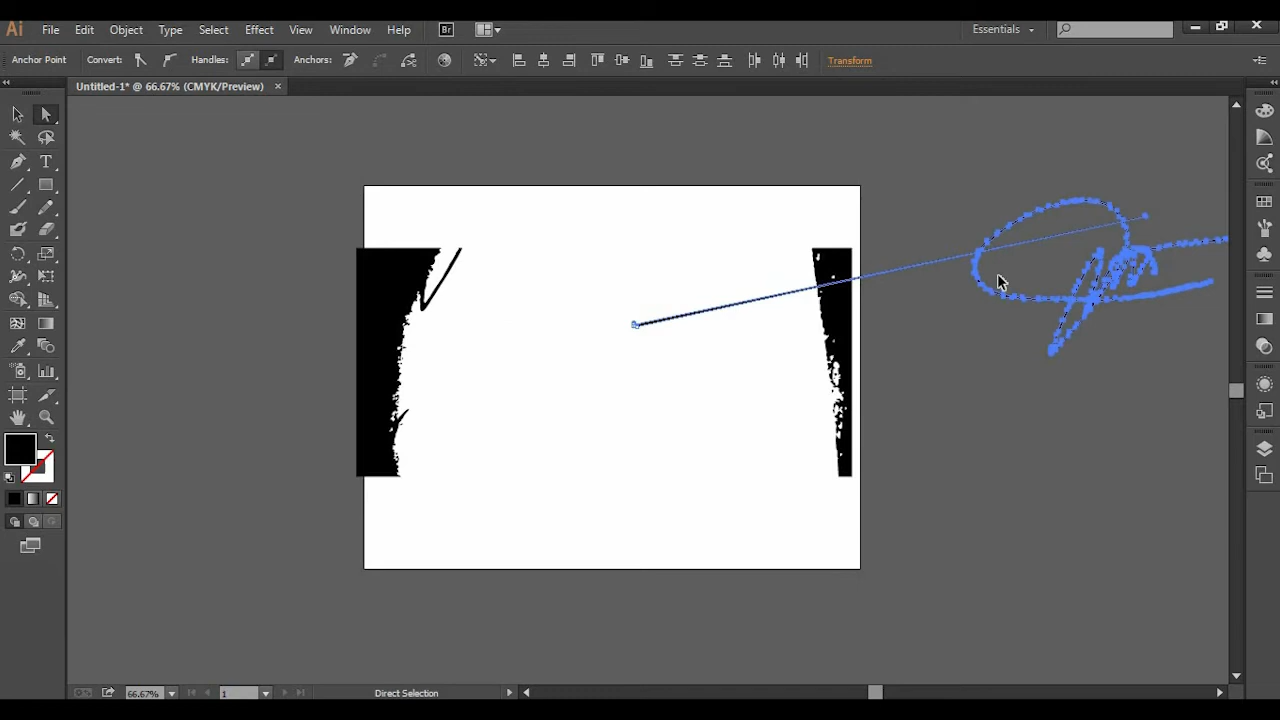 Ai File Edit Object Type Select Effect View Window Help Br Essentials
Anchor Point Convert: Handles: Anchors: Transform
Untitled-1* @ 66.67% (CMYK/Preview) ×
T
66.67% 1 Direct Selection